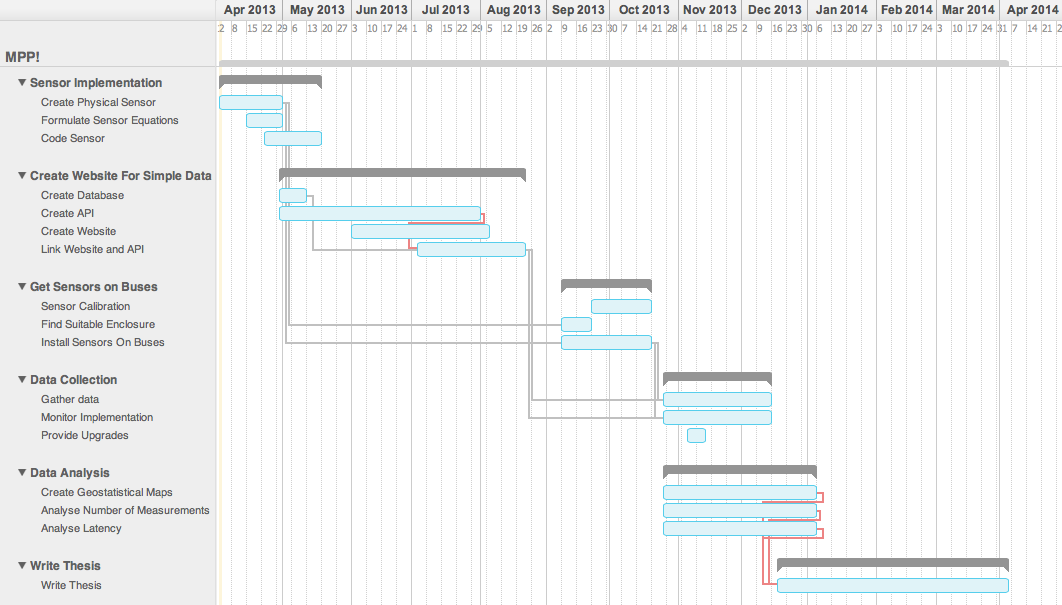 Apr 2013 May 2013 Jun 2013 Jul 2013 Aug 2013 Sep 2013 Oct 2013 Nov 2013 Dec 2013 Jan 2014 Feb 2014 Mar 2014 Apr 2014
2 8 15 22 29 6 13 20 27 3 10 17 24 1 8 15 22 29 5 12 19 26 2 9 16 23 30 7 14 21 28 4 11 18 25 2 9 16 23 30 6 13 20 27 3 10 17 24 3 10 17 24 31 7 14 21 2
MPP!
▼ Sensor Implementation
Create Physical Sensor
Formulate Sensor Equations
Code Sensor
▼ Create Website For Simple Data
Create Database
Create API
Create Website
Link Website and API
▼ Get Sensors on Buses
Sensor Calibration
Find Suitable Enclosure
Install Sensors On Buses
▼ Data Collection
Gather data
Monitor Implementation
Provide Upgrades
▼ Data Analysis
Create Geostatistical Maps
Analyse Number of Measurements
Analyse Latency
▼ Write Thesis
Write Thesis